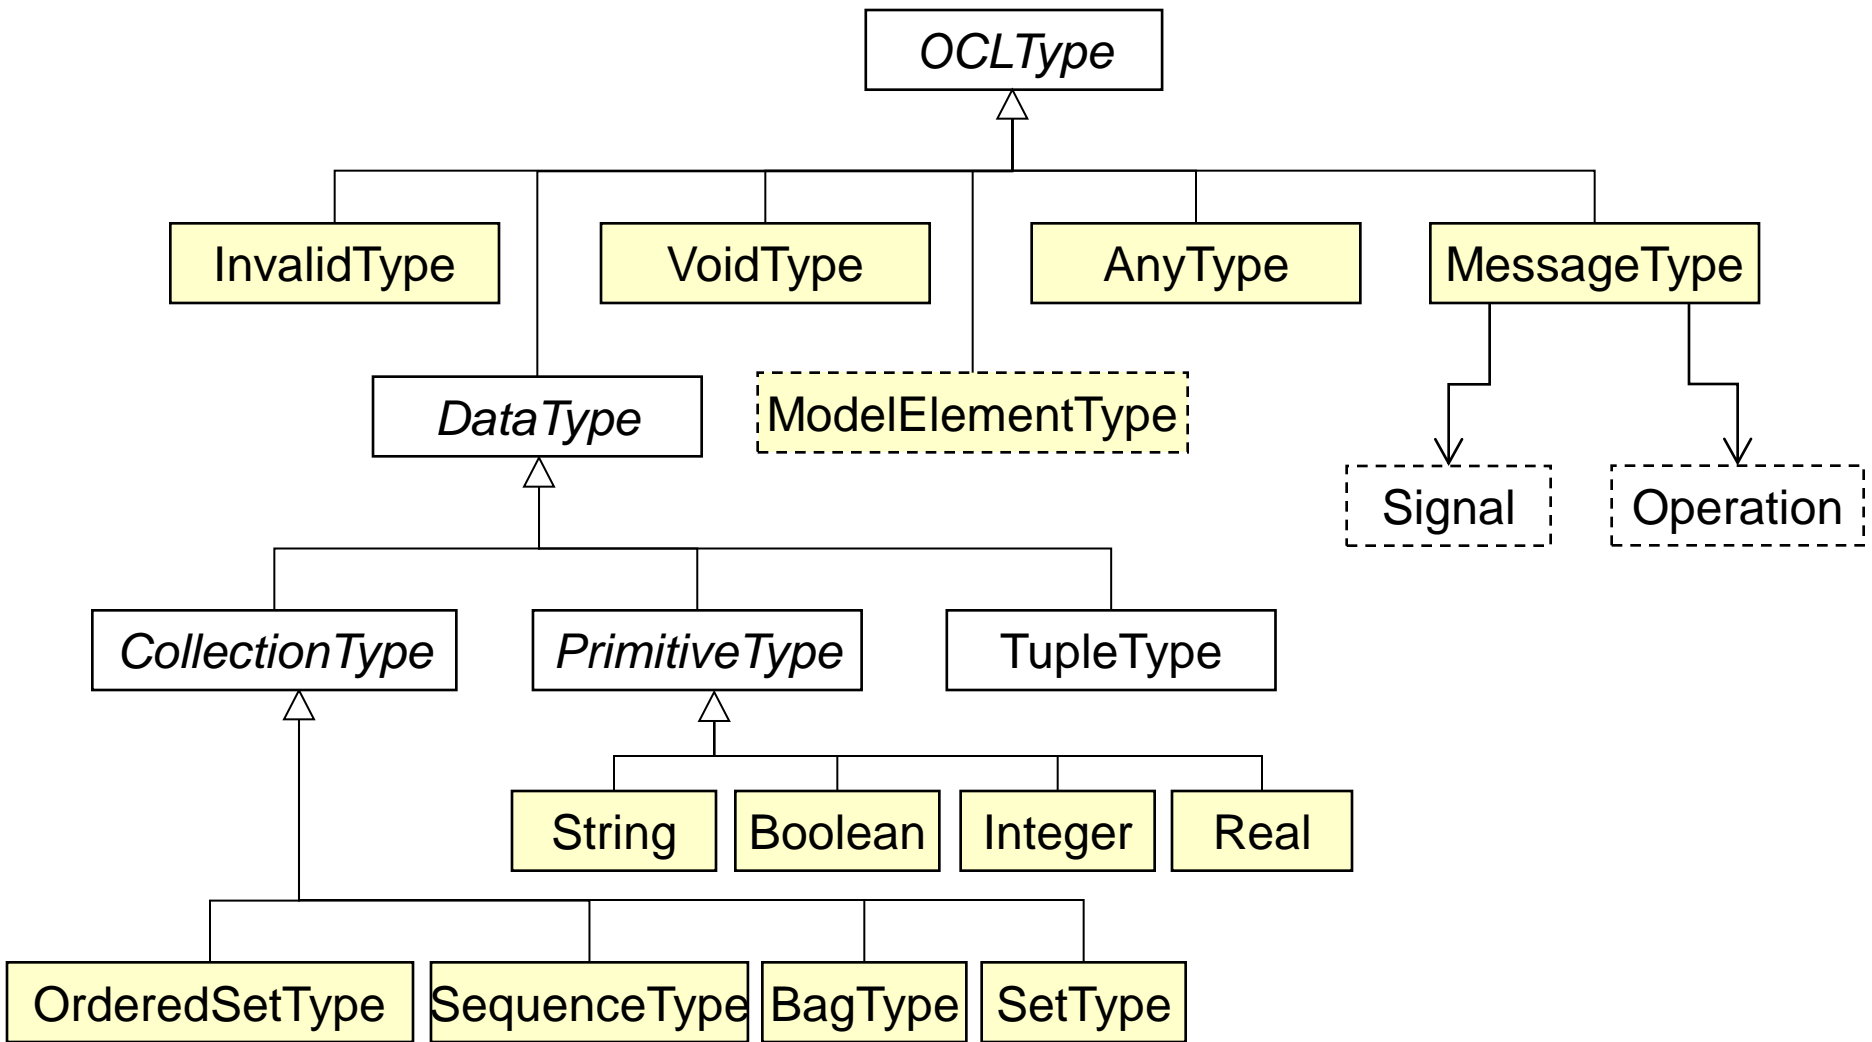 OCLType
InvalidType
VoidType
AnyType
MessageType
DataType
ModelElementType
Signal
Operation
CollectionType
PrimitiveType
TupleType
String
Boolean
Integer
Real
OrderedSetType
SequenceType
BagType
SetType